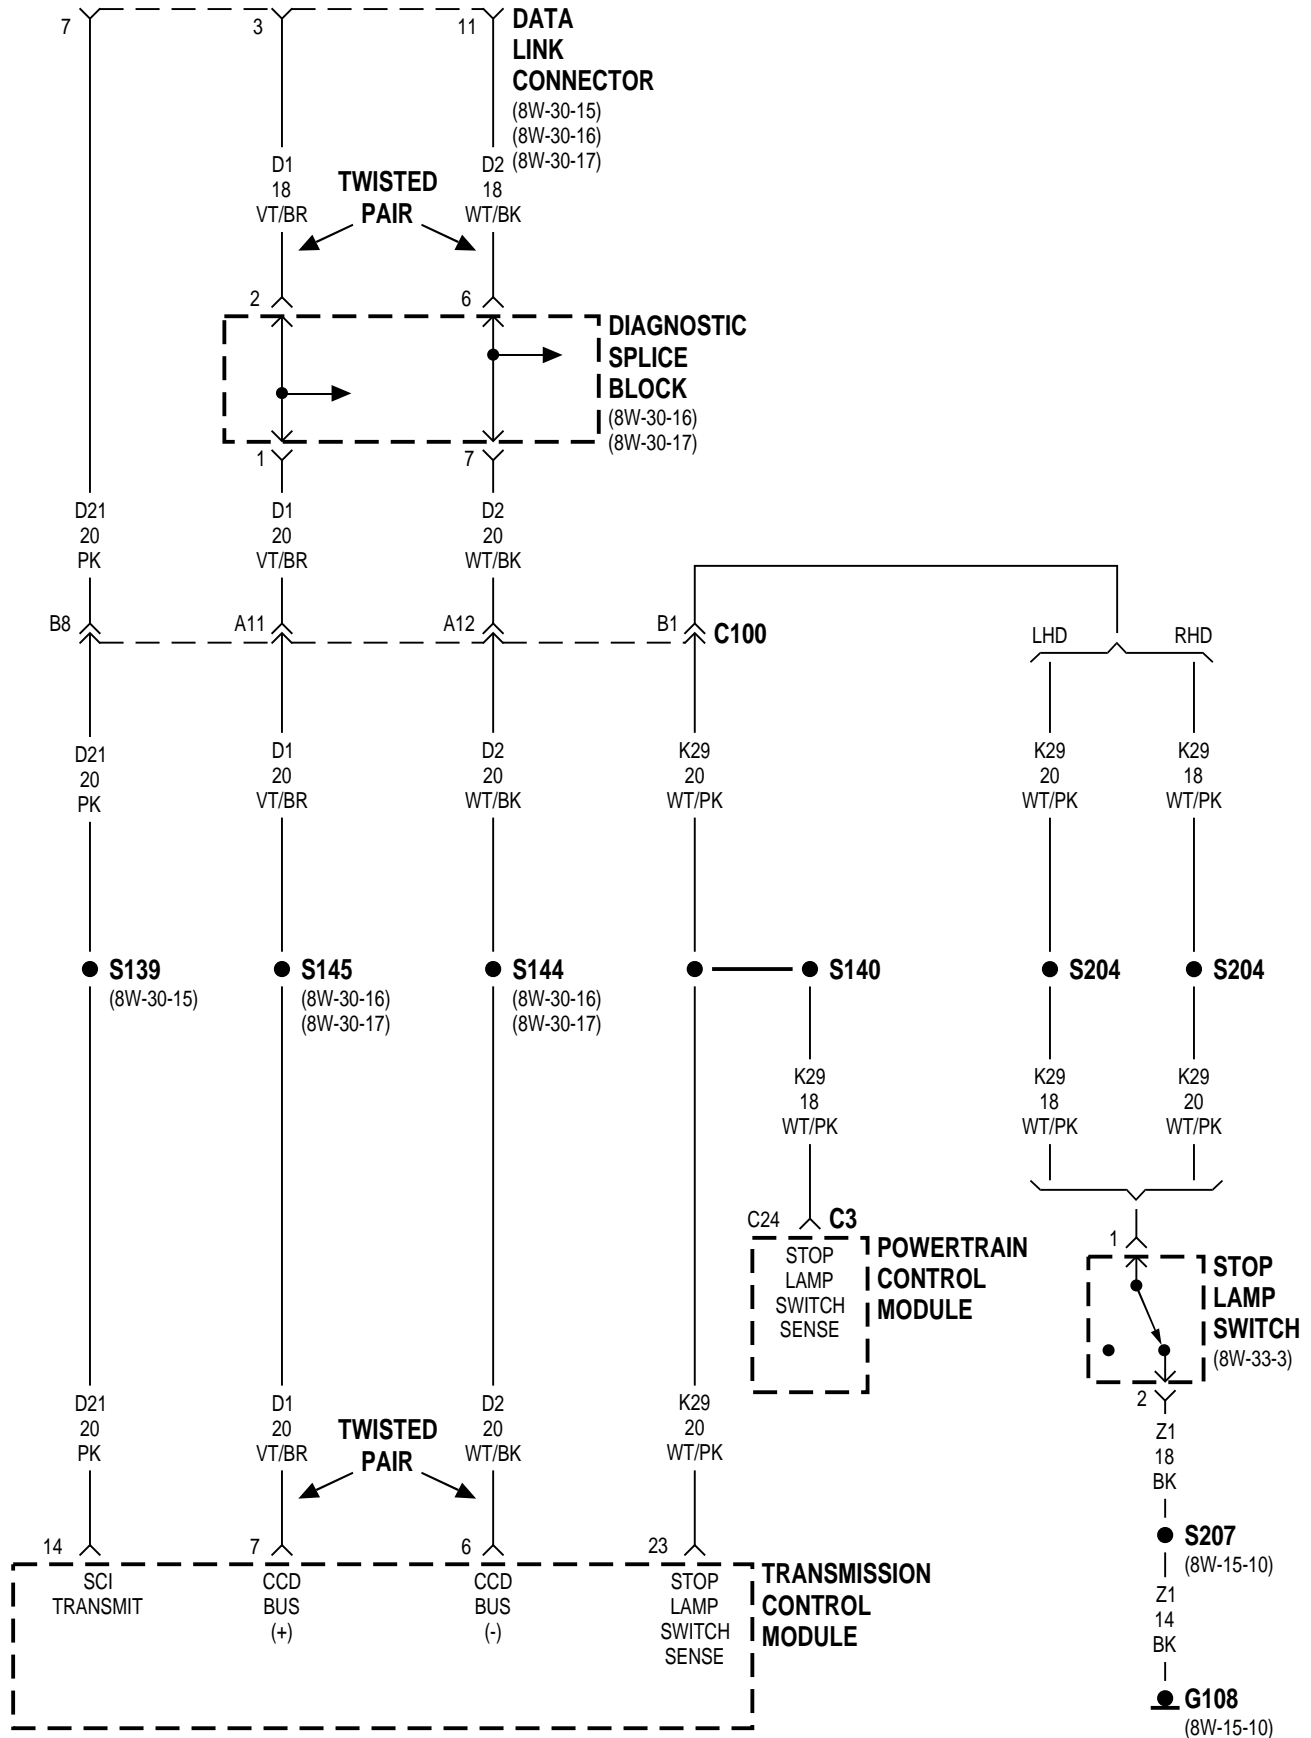 7
3
11
DATA
LINK
CONNECTOR
(8W-30-15)
(8W-30-16)
(8W-30-17)
D1
18
VT/BR
TWISTED
PAIR
D2
18
WT/BK
2
6
DIAGNOSTIC
SPLICE
BLOCK
(8W-30-16)
(8W-30-17)
1
7
D21
20
PK
D1
20
VT/BR
D2
20
WT/BK
B8
A11
A12
B1
C100
LHD
RHD
D21
20
PK
D1
20
VT/BR
D2
20
WT/BK
K29
20
WT/PK
K29
20
WT/PK
K29
18
WT/PK
S139
(8W-30-15)
S145
(8W-30-16)
(8W-30-17)
S144
(8W-30-16)
(8W-30-17)
S140
S204
S204
K29
18
WT/PK
K29
18
WT/PK
K29
20
WT/PK
C24
C3
STOP
LAMP
SWITCH
SENSE
POWERTRAIN
CONTROL
MODULE
1
STOP
LAMP
SWITCH
(8W-33-3)
2
D21
20
PK
D1
20
VT/BR
TWISTED
PAIR
D2
20
WT/BK
K29
20
WT/PK
Z1
18
BK
S207
(8W-15-10)
Z1
14
BK
G108
(8W-15-10)
14
7
6
23
SCI
TRANSMIT
CCD
BUS
(+)
CCD
BUS
(-)
STOP
LAMP
SWITCH
SENSE
TRANSMISSION
CONTROL
MODULE